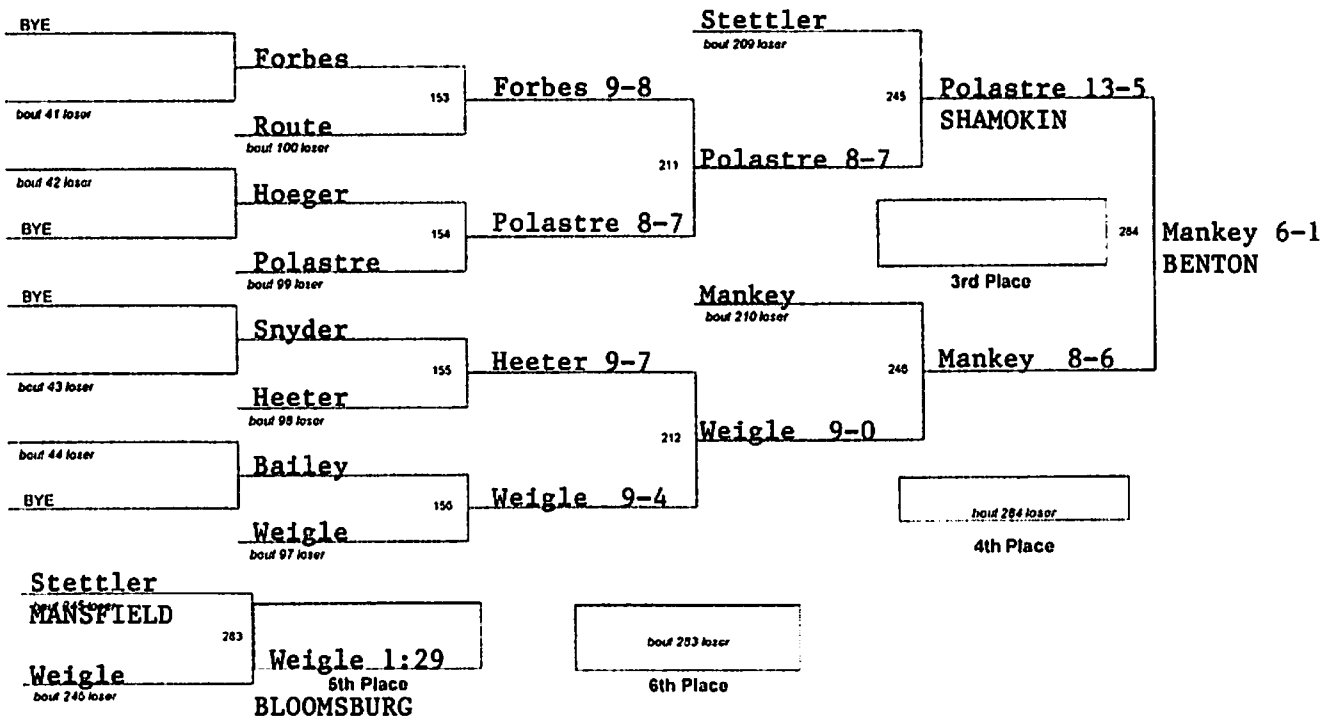 BYE
Stettler
bout 209 loser
Forbes
153
Forbes 9-8
245
Polastre 13-5
SHAMOKIN
bout 41 loser
Route
bout 100 loser
211
Polastre 8-7
bout 42 loser
Hoeger
154
Polastre 8-7
BYE
284
Mankey 6-1
BENTON
Polastre
bout 99 loser
3rd Place
BYE
Mankey
bout 210 loser
Snyder
155
Heeter 9-7
246
Mankey 8-6
bout 43 loser
Heeter
bout 98 loser
212
Weigle 9-0
bout 44 loser
Bailey
BYE
156
Weigle 9-4
bout 284 loser
4th Place
Weigle
bout 97 loser
Stettler
bout 245 loser
MANSFIELD
283
bout 283 loser
Weigle 1:29
Weigle
bout 246 loser
5th Place
6th Place
BLOOMSBURG